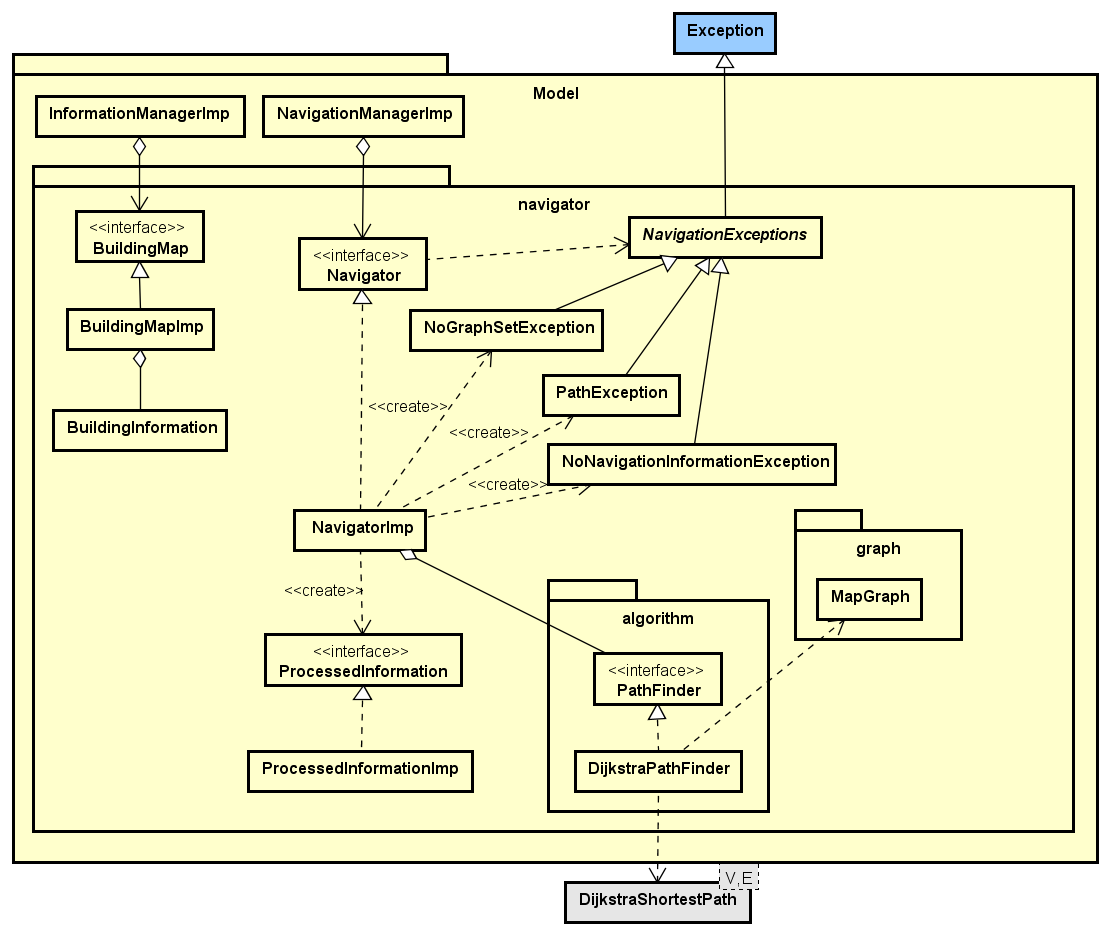 Exception
Model
InformationManagerImp
NavigationManagerImp
navigator
<<interface>>
BuildingMap
<<interface>>
Navigator
NavigationExceptions
BuildingMapImp
NoGraphSetException
PathException
<<create>>
BuildingInformation
<<create>>
NoNavigationInformationException
<<create>>
NavigatorImp
graph
<<create>>
MapGraph
algorithm
<<interface>>
ProcessedInformation
<<interface>>
PathFinder
ProcessedInformationImp
DijkstraPathFinder
V,E
DijkstraShortestPath